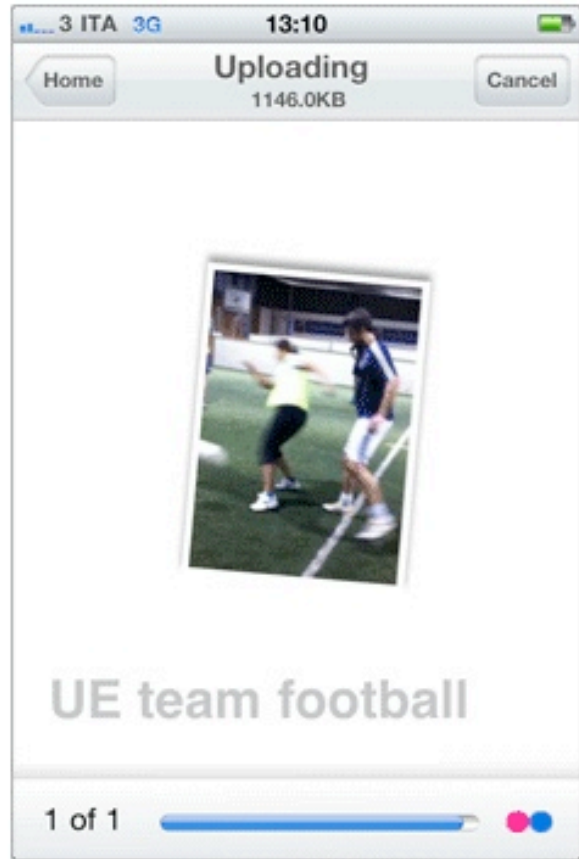 3 ITA 3G 13:10
Home Uploading Cancel
1146.0KB
UE team football
1 of 1